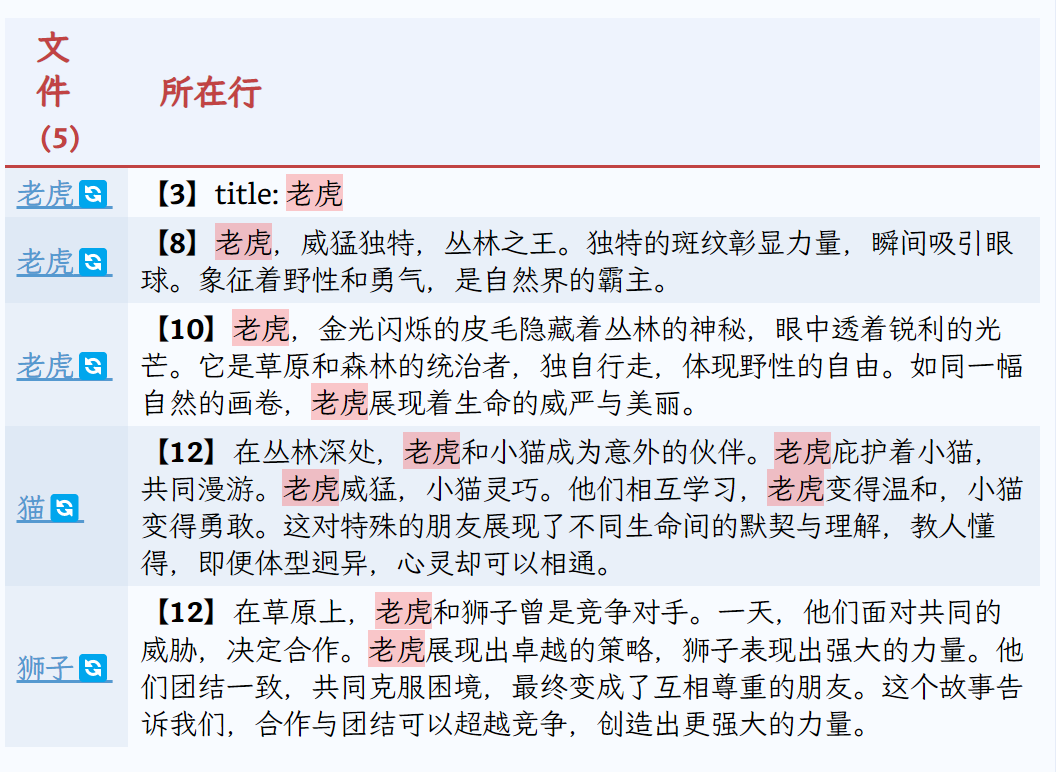 文
件
(5)
所在行
老虎
【3】title: 老虎
老虎
【8】老虎，威猛独特，丛林之王。独特的斑纹彰显力量，瞬间吸引眼
球。象征着野性和勇气，是自然界的霸主。
老虎
【10】老虎，金光闪烁的皮毛隐藏着丛林的神秘，眼中透着锐利的光
芒。它是草原和森林的统治者，独自行走，体现野性的自由。如同一幅
自然的画卷，老虎展现着生命的威严与美丽。
猫
【12】在丛林深处，老虎和小猫成为意外的伙伴。老虎庇护着小猫，
共同漫游。老虎威猛，小猫灵巧。他们相互学习，老虎变得温和，小猫
变得勇敢。这对特殊的朋友展现了不同生命间的默契与理解，教人懂
得，即便体型迥异，心灵却可以相通。
狮子
【12】在草原上，老虎和狮子曾是竞争对手。一天，他们面对共同的
威胁，决定合作。老虎展现出卓越的策略，狮子表现出强大的力量。他
们团结一致，共同克服困境，最终变成了互相尊重的朋友。这个故事告
诉我们，合作与团结可以超越竞争，创造出更强大的力量。